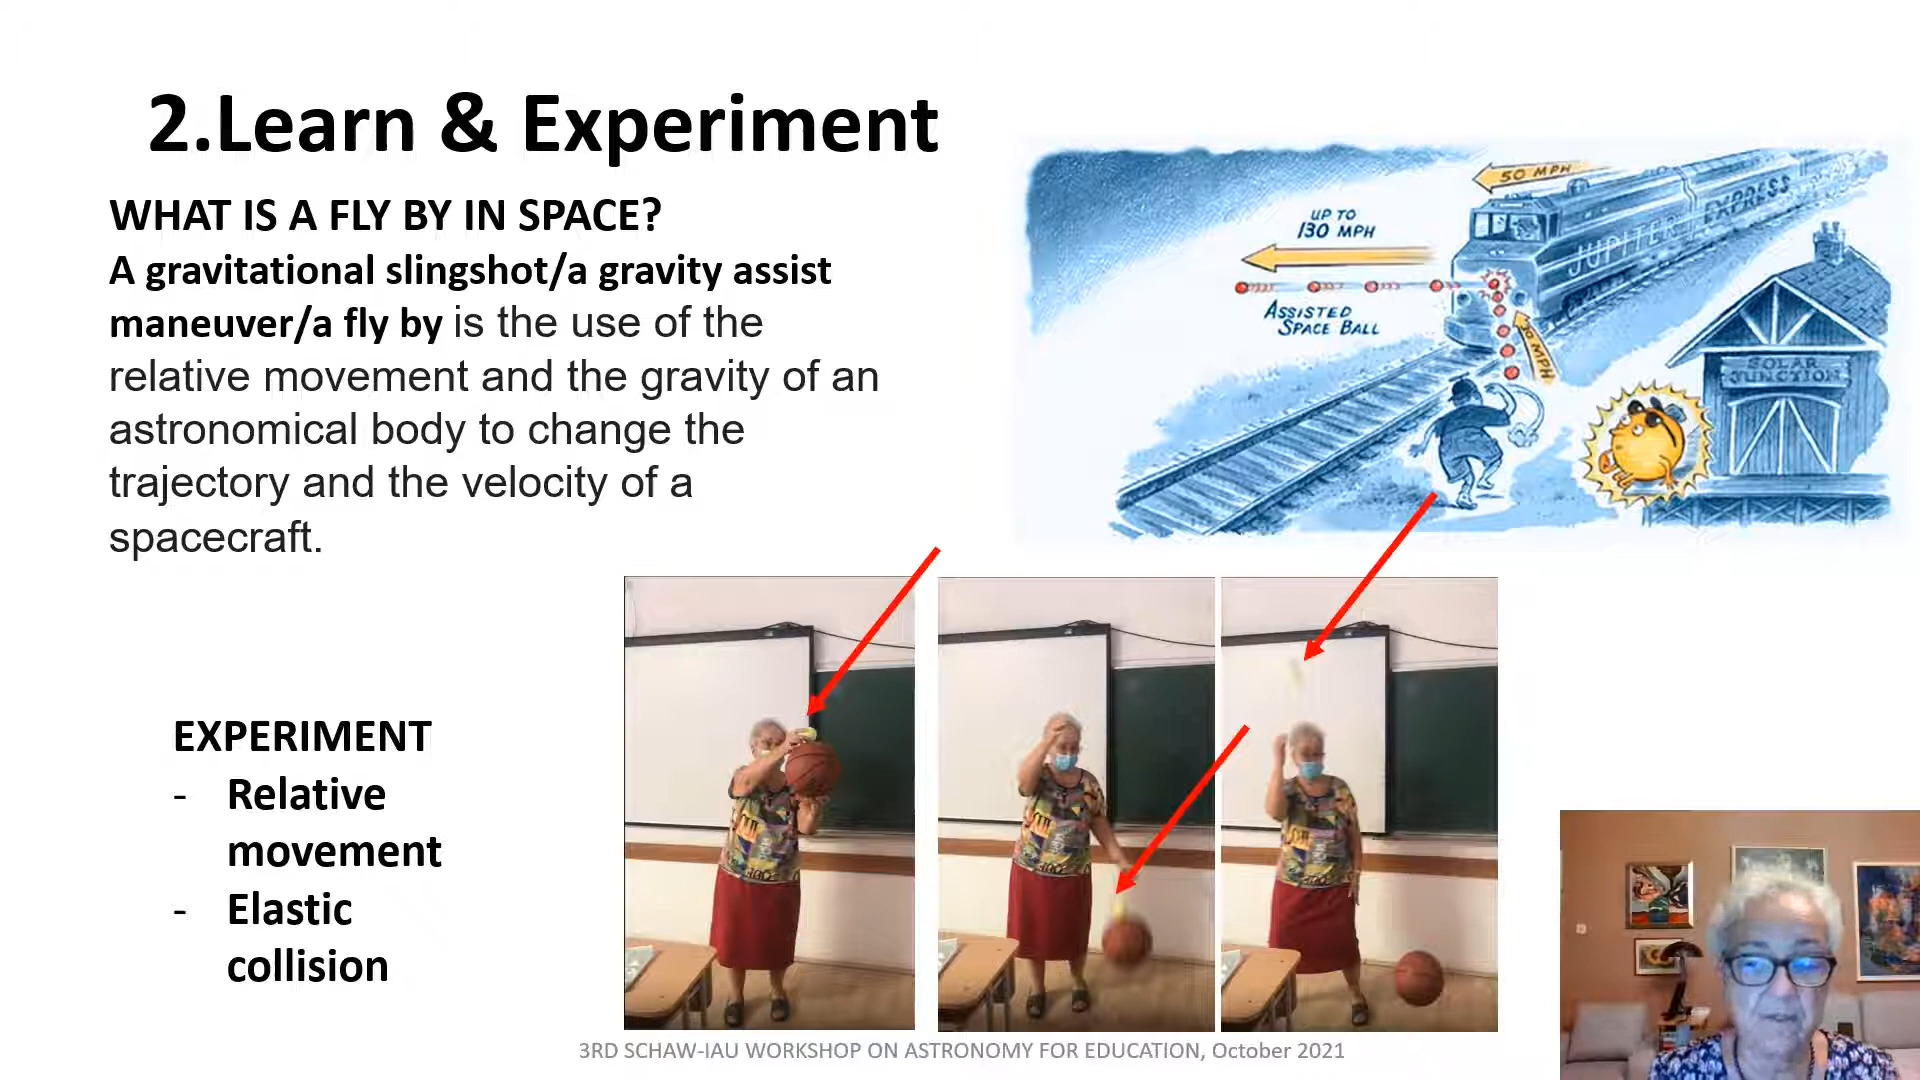 2.Learn & Experiment
WHAT IS A FLY BY IN SPACE?
A gravitational slingshot/a gravity assist
maneuver/a fly by is the use of the
relative movement and the gravity of an
astronomical body to change the
trajectory and the velocity of a
spacecraft.
50 MPH
UP TO
130 MPH
JUPITER EXPRESS
ASSISTED
SPACE BALL
30 MPH
SOLAR
JUNCTION
EXPERIMENT
- Relative
movement
- Elastic
collision
3RD SCHAW-IAU WORKSHOP ON ASTRONOMY FOR EDUCATION, October 2021